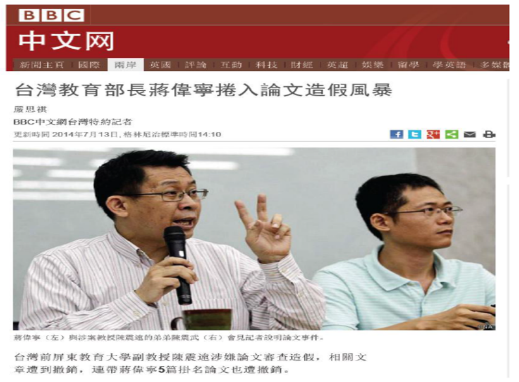 BBC
中文网
新聞主頁 國際 兩岸 英國 評論 互動 科技 財經 英超 娛樂 留學 學英語 多媒體
台灣教育部長蔣偉寧捲入論文造假風暴
嚴思祺
BBC中文網台灣特約記者
更新時間 2014年7月13日, 格林尼治標準時間14:10
蔣偉寧（左）與涉案教授陳震遠的弟弟陳震武（右）會見記者說明論文事件。
台灣前屏東教育大學副教授陳震遠涉嫌論文審查造假，相關文
章遭到撤銷，連帶蔣偉寧5篇掛名論文也遭撤銷。